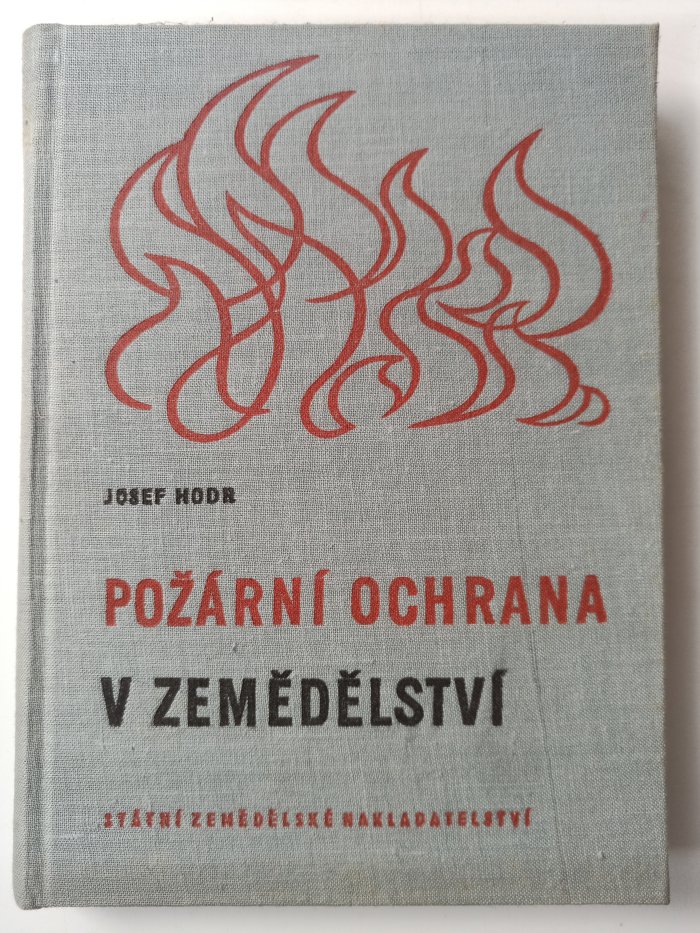 JOSEF HODR
POŽÁRNÍ OCHRANA
V ZEMĚDĚLSTVÍ
STÁTNÍ ZEMĚDĚLSKÉ NAKLADATELSTVÍ